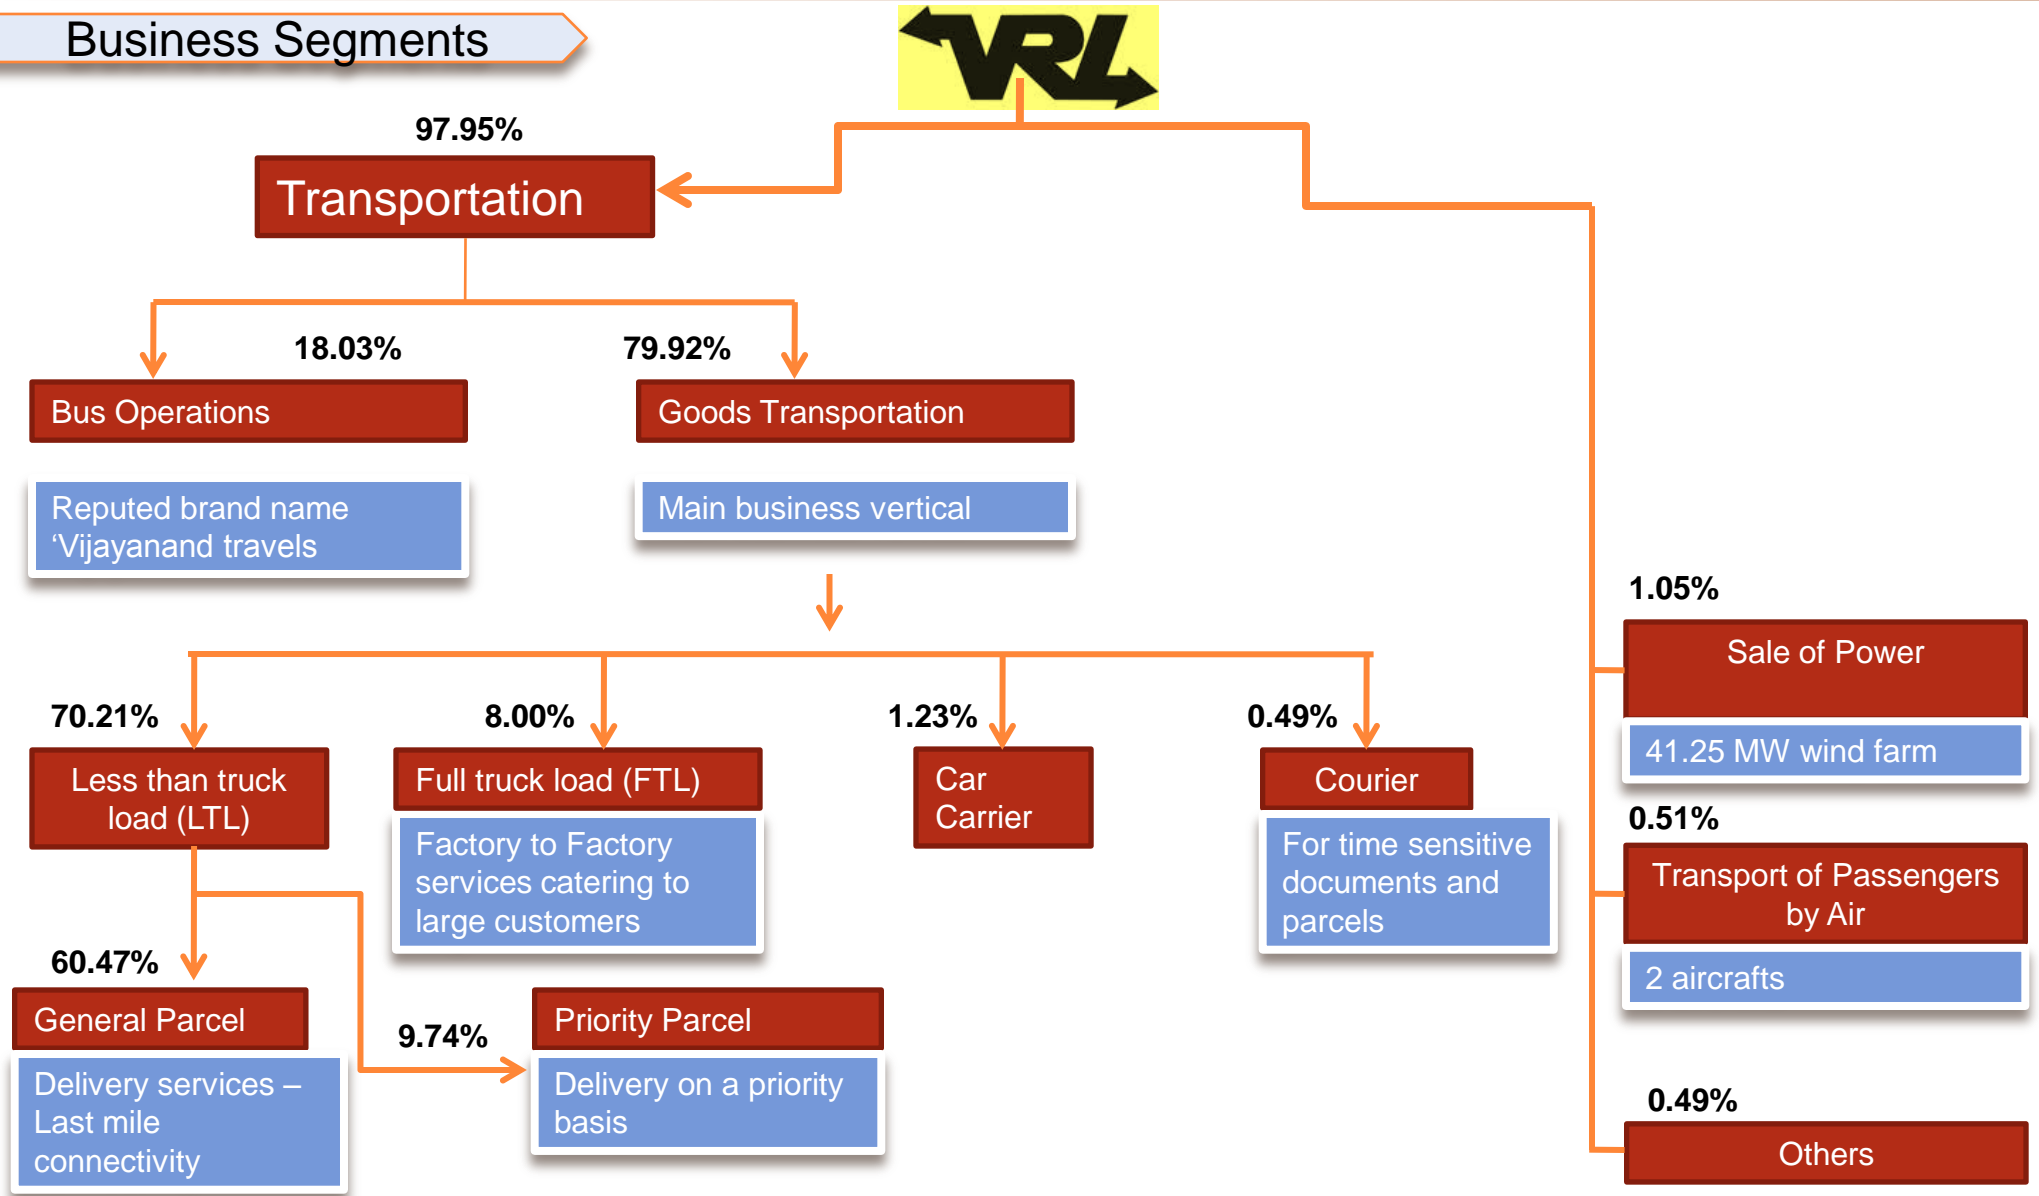 Business Segments
VRL
97.95%
Transportation
18.03%
79.92%
Bus Operations
Goods Transportation
Reputed brand name
‘Vijayanand travels
Main business vertical
70.21%
8.00%
1.23%
0.49%
Less than truck
load (LTL)
Full truck load (FTL)
Factory to Factory
services catering to
large customers
Car
Carrier
Courier
For time sensitive
documents and
parcels
60.47%
General Parcel
Delivery services –
Last mile
connectivity
9.74%
Priority Parcel
Delivery on a priority
basis
1.05%
Sale of Power
41.25 MW wind farm
0.51%
Transport of Passengers
by Air
2 aircrafts
0.49%
Others